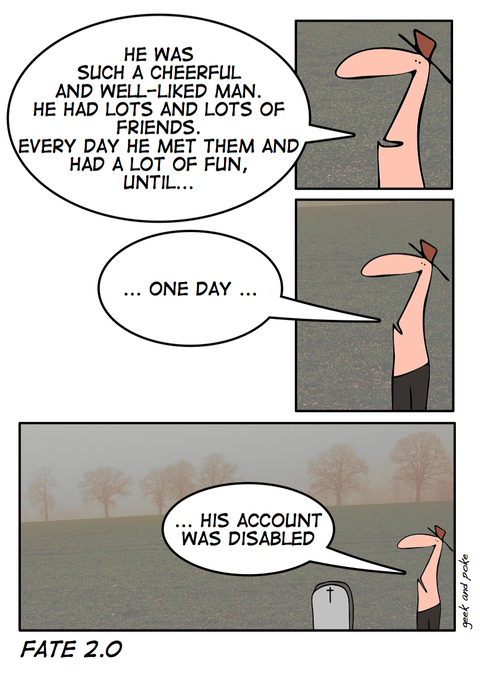 HE WAS
SUCH A CHEERFUL
AND WELL-LIKED MAN.
HE HAD LOTS AND LOTS OF
FRIENDS.
EVERY DAY HE MET THEM AND
HAD A LOT OF FUN,
UNTIL...
... ONE DAY ...
... HIS ACCOUNT
WAS DISABLED
geek and poke
FATE 2.0